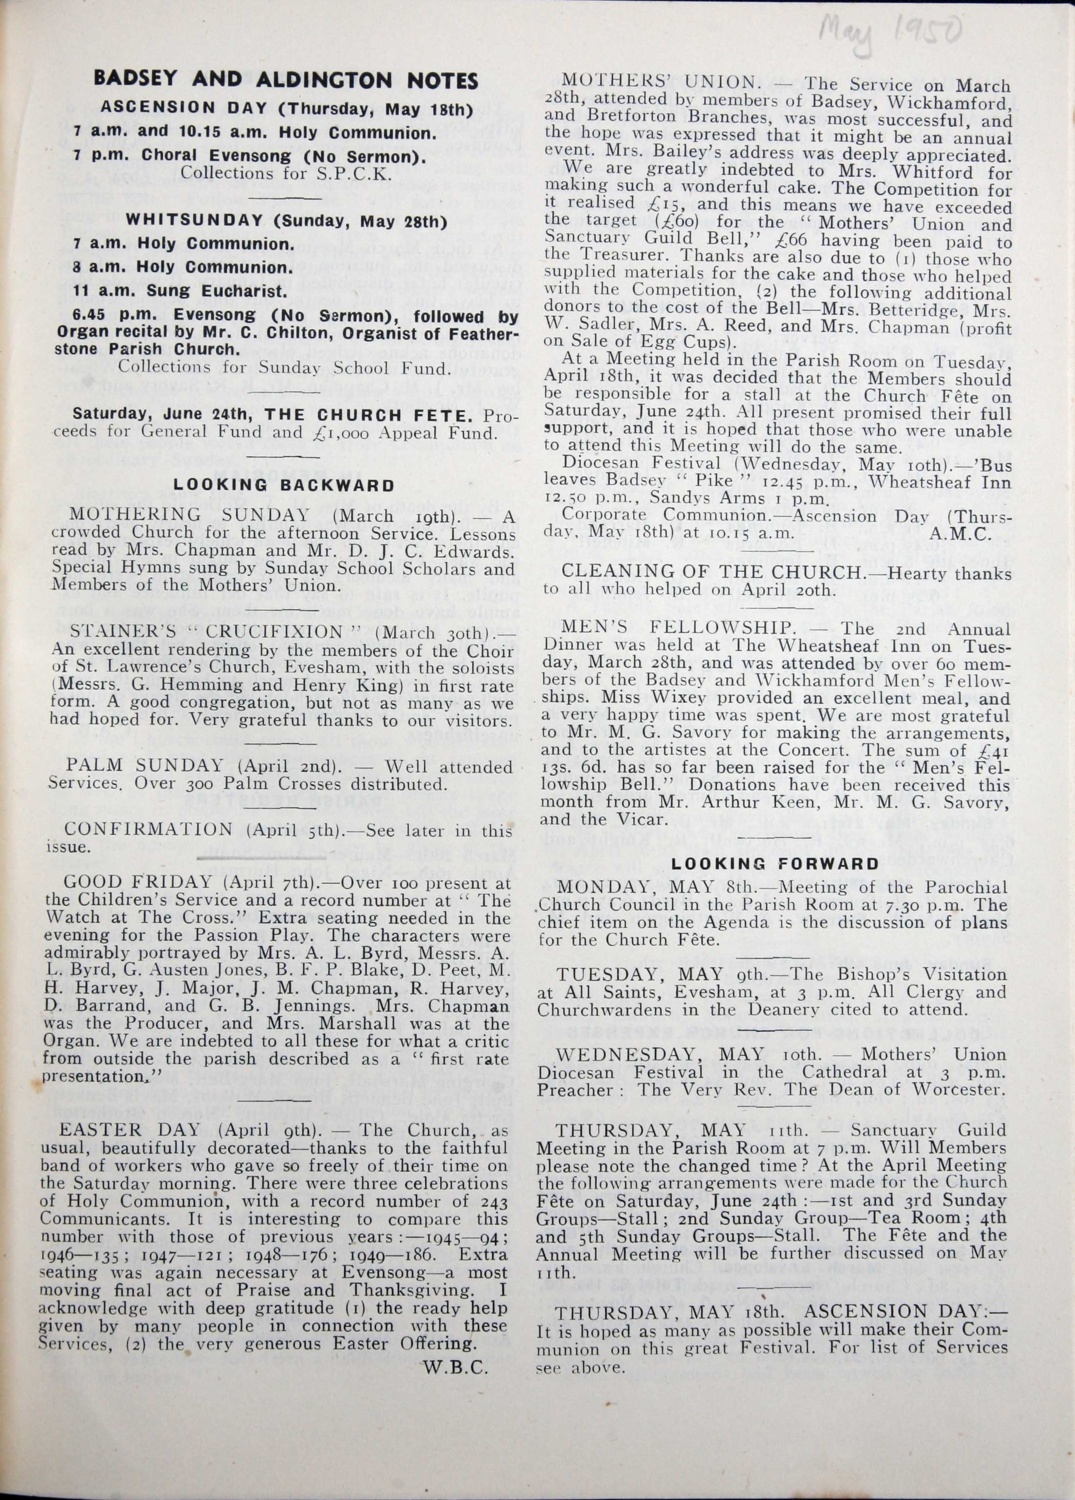 May 1950
BADSEY AND ALDINGTON NOTES
ASCENSION DAY (Thursday, May 18th)
7 a.m. and 10.15 a.m. Holy Communion.
7 p.m. Choral Evensong (No Sermon).
Collections for S.P.C.K.
WHITSUNDAY (Sunday, May 28th)
7 a.m. Holy Communion.
8 a.m. Holy Communion.
11 a.m. Sung Eucharist.
6.45 p.m. Evensong (No Sermon), followed by
Organ recital by Mr. C. Chilton, Organist of Feather-
stone Parish Church.
Collections for Sunday School Fund.
Saturday, June 24th, THE CHURCH FETE. Pro-
ceeds for General Fund and £1,000 Appeal Fund.
LOOKING BACKWARD
MOTHERING SUNDAY (March 19th). — A
crowded Church for the afternoon Service. Lessons
read by Mrs. Chapman and Mr. D. J. C. Edwards.
Special Hymns sung by Sunday School Scholars and
Members of the Mothers' Union.
STAINER'S "CRUCIFIXION" (March 30th).—
An excellent rendering by the members of the Choir
of St. Lawrence's Church, Evesham, with the soloists
(Messrs. G. Hemming and Henry King) in first rate
form. A good congregation, but not as many as we
had hoped for. Very grateful thanks to our visitors.
PALM SUNDAY (April 2nd). — Well attended
Services. Over 300 Palm Crosses distributed.
CONFIRMATION (April 5th).—See later in this
issue.
GOOD FRIDAY (April 7th).—Over 100 present at
the Children's Service and a record number at "The
Watch at The Cross." Extra seating needed in the
evening for the Passion Play. The characters were
admirably portrayed by Mrs. A. L. Byrd, Messrs. A.
L. Byrd, G. Austen Jones, B. F. P. Blake, D. Peet, M.
H. Harvey, J. Major, J. M. Chapman, R. Harvey,
D. Barrand, and G. B. Jennings. Mrs. Chapman
was the Producer, and Mrs. Marshall was at the
Organ. We are indebted to all these for what a critic
from outside the parish described as a "first rate
presentation."
EASTER DAY (April 9th). — The Church, as
usual, beautifully decorated—thanks to the faithful
band of workers who gave so freely of their time on
the Saturday morning. There were three celebrations
of Holy Communion, with a record number of 243
Communicants. It is interesting to compare this
number with those of previous years :—1945—94;
1946—135; 1947—121; 1948—176; 1949—186. Extra
seating was again necessary at Evensong—a most
moving final act of Praise and Thanksgiving. I
acknowledge with deep gratitude (1) the ready help
given by many people in connection with these
Services, (2) the very generous Easter Offering.
W.B.C.
MOTHERS' UNION. — The Service on March
28th, attended by members of Badsey, Wickhamford,
and Bretforton Branches, was most successful, and
the hope was expressed that it might be an annual
event. Mrs. Bailey's address was deeply appreciated.
We are greatly indebted to Mrs. Whitford for
making such a wonderful cake. The Competition for
it realised £15, and this means we have exceeded
the target (£60) for the "Mothers' Union and
Sanctuary Guild Bell," £66 having been paid to
the Treasurer. Thanks are also due to (1) those who
supplied materials for the cake and those who helped
with the Competition, (2) the following additional
donors to the cost of the Bell—Mrs. Betteridge, Mrs.
W. Sadler, Mrs. A. Reed, and Mrs. Chapman (profit
on Sale of Egg Cups).
At a Meeting held in the Parish Room on Tuesday,
April 18th, it was decided that the Members should
be responsible for a stall at the Church Fête on
Saturday, June 24th. All present promised their full
support, and it is hoped that those who were unable
to attend this Meeting will do the same.
Diocesan Festival (Wednesday, May 10th).—'Bus
leaves Badsey "Pike" 12.45 p.m., Wheatsheaf Inn
12.50 p.m., Sandys Arms 1 p.m.
Corporate Communion.—Ascension Day (Thurs-
day, May 18th) at 10.15 a.m. A.M.C.
CLEANING OF THE CHURCH.—Hearty thanks
to all who helped on April 20th.
MEN'S FELLOWSHIP. — The 2nd Annual
Dinner was held at The Wheatsheaf Inn on Tues-
day, March 28th, and was attended by over 60 mem-
bers of the Badsey and Wickhamford Men's Fellow-
ships. Miss Wixey provided an excellent meal, and
a very happy time was spent. We are most grateful
to Mr. M. G. Savory for making the arrangements,
and to the artistes at the Concert. The sum of £41
13s. 6d. has so far been raised for the "Men's Fel-
lowship Bell." Donations have been received this
month from Mr. Arthur Keen, Mr. M. G. Savory,
and the Vicar.
LOOKING FORWARD
MONDAY, MAY 8th.—Meeting of the Parochial
Church Council in the Parish Room at 7.30 p.m. The
chief item on the Agenda is the discussion of plans
for the Church Fête.
TUESDAY, MAY 9th.—The Bishop's Visitation
at All Saints, Evesham, at 3 p.m. All Clergy and
Churchwardens in the Deanery cited to attend.
WEDNESDAY, MAY 10th. — Mothers' Union
Diocesan Festival in the Cathedral at 3 p.m.
Preacher : The Very Rev. The Dean of Worcester.
THURSDAY, MAY 11th. — Sanctuary Guild
Meeting in the Parish Room at 7 p.m. Will Members
please note the changed time? At the April Meeting
the following arrangements were made for the Church
Fête on Saturday, June 24th :—1st and 3rd Sunday
Groups—Stall; 2nd Sunday Group—Tea Room; 4th
and 5th Sunday Groups—Stall. The Fête and the
Annual Meeting will be further discussed on May
11th.
THURSDAY, MAY 18th. ASCENSION DAY:—
It is hoped as many as possible will make their Com-
munion on this great Festival. For list of Services
see above.